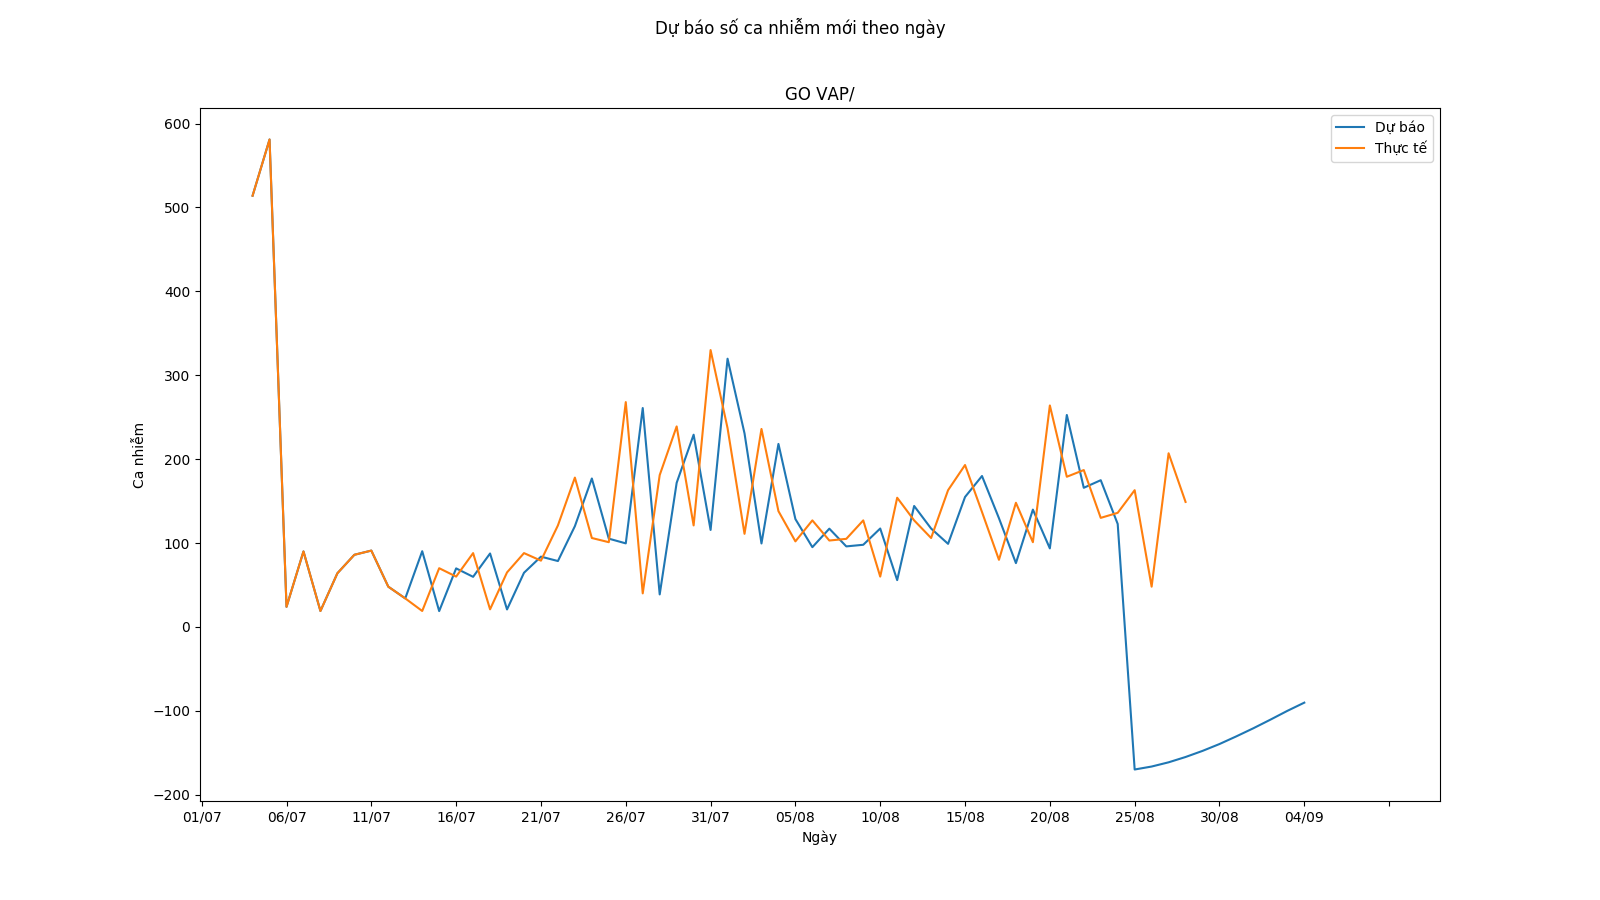 Dự báo số ca nhiễm mới theo ngày
GO VAP/
Dự báo
Thực tế
600
500
400
300
200
100
0
−100
−200
Ca nhiễm
01/07 06/07 11/07 16/07 21/07 26/07 31/07 05/08 10/08 15/08 20/08 25/08 30/08 04/09
Ngày